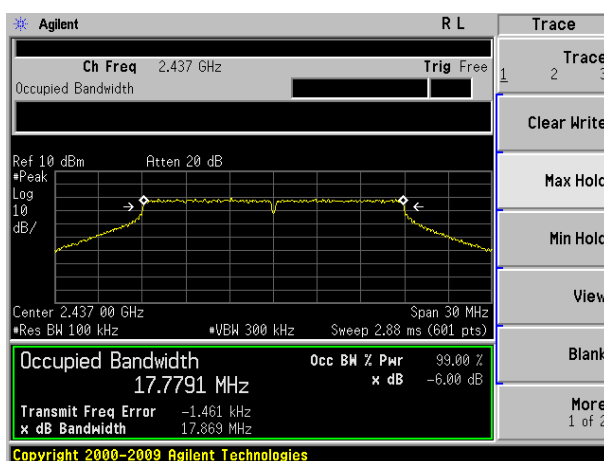 Agilent R L Trace
Ch Freq 2.437 GHz Trig Free
Occupied Bandwidth
Trace
1 2 3
Clear Write
Max Hold
Min Hold
View
Blank
More
1 of 2
Ref 10 dBm Atten 20 dB
#Peak
Log
10
dB/
Center 2.437 00 GHz Span 30 MHz
#Res BW 100 kHz #VBW 300 kHz Sweep 2.88 ms (601 pts)
Occupied Bandwidth Occ BW % Pwr 99.00 %
17.7791 MHz x dB -6.00 dB
Transmit Freq Error -1.461 kHz
x dB Bandwidth 17.869 MHz
Copyright 2000-2009 Agilent Technologies